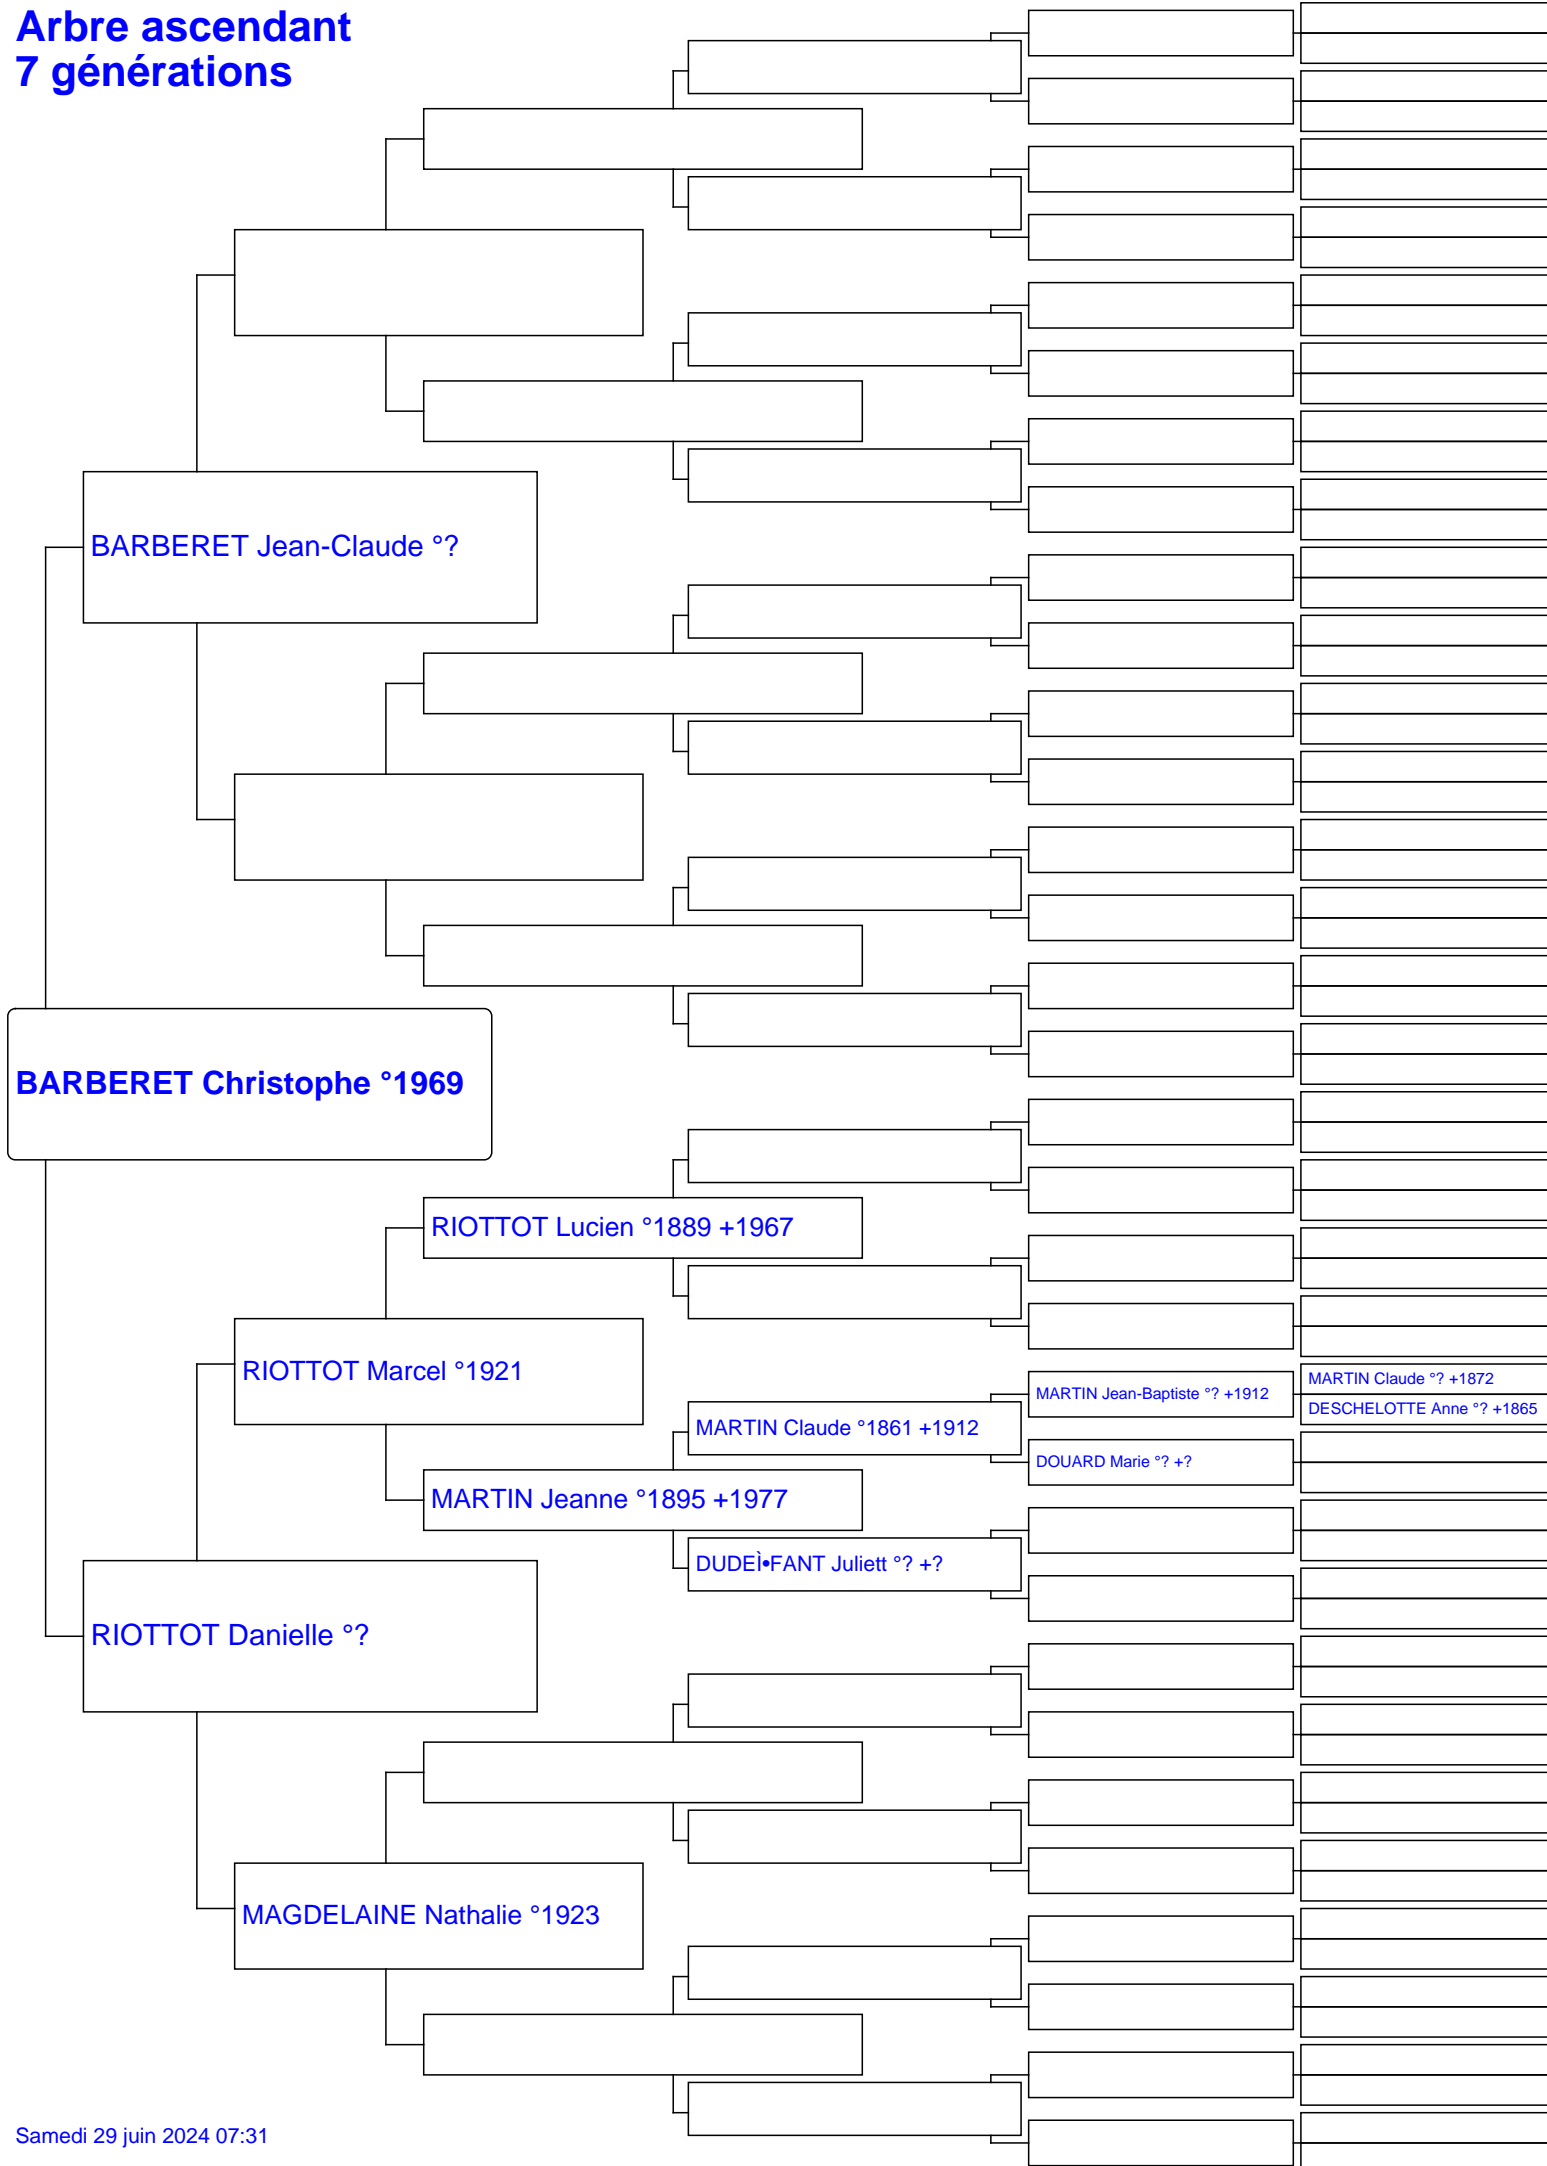 Arbre ascendant
7 générations
BARBERET Jean-Claude °?
BARBERET Christophe °1969
RIOTTOT Lucien °1889 +1967
RIOTTOT Marcel °1921
MARTIN Claude °? +1872
MARTIN Jean-Baptiste °? +1912
DESCHELOTTE Anne °? +1865
MARTIN Claude °1861 +1912
DOUARD Marie °? +?
MARTIN Jeanne °1895 +1977
DUDEÌ•FANT Juliett °? +?
RIOTTOT Danielle °?
MAGDELAINE Nathalie °1923
Samedi 29 juin 2024 07:31